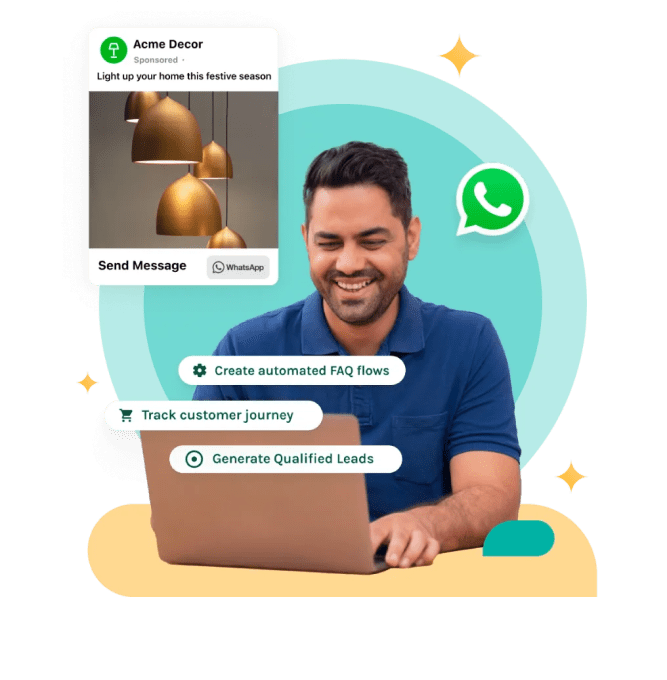 Acme Decor
Sponsored ·
Light up your home this festive season
Send Message
WhatsApp
Create automated FAQ flows
Track customer journey
Generate Qualified Leads